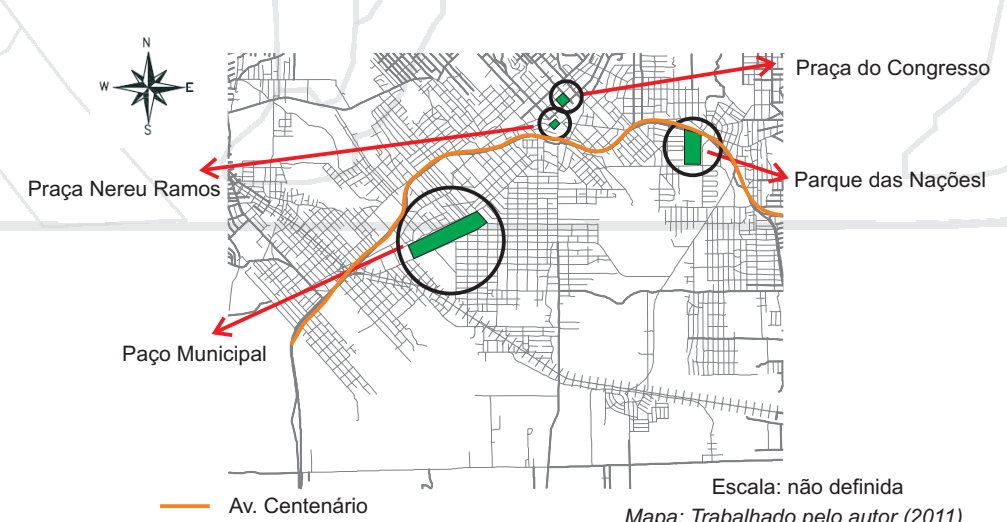 N
W E
S
Praça do Congresso
Praça Nereu Ramos
Parque das Naçõesl
Paço Municipal
Av. Centenário
Escala: não definida
Mapa: Trabalhado pelo autor (2011)